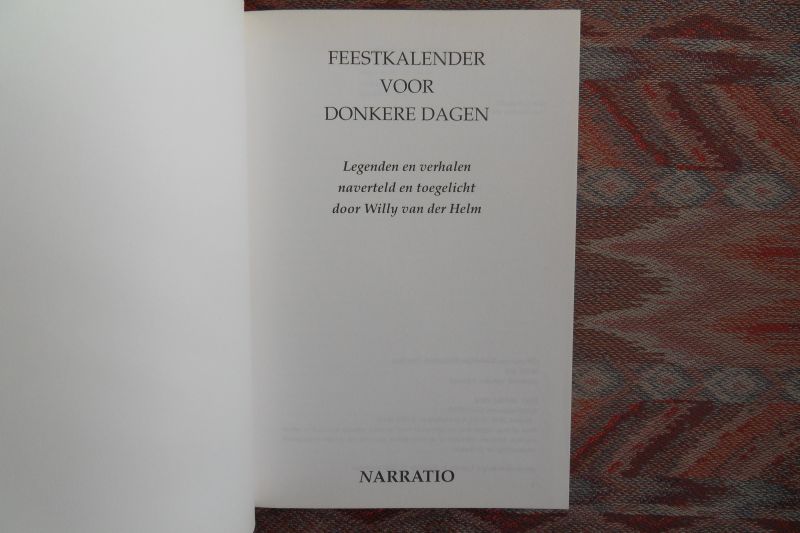 FEESTKALENDER
VOOR
DONKERE DAGEN
Legenden en verhalen
naverteld en toegelicht
door Willy van der Helm
NARRATIO